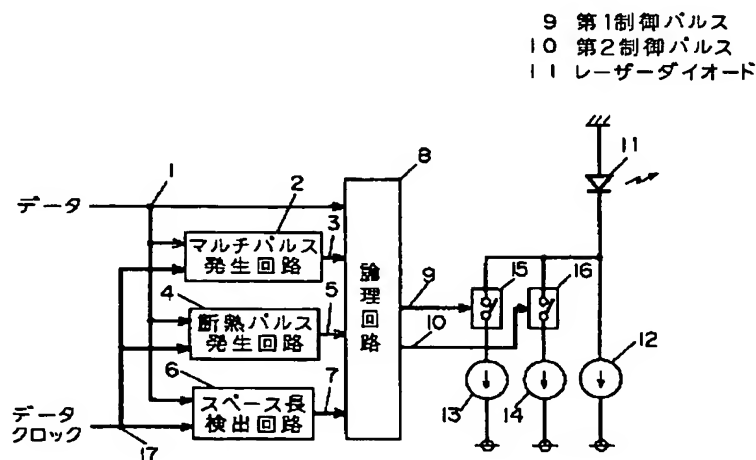 9 第1制御パルス
10 第2制御パルス
11 レーザーダイオード
8
11
1
2
データ
マルチパルス
発生回路
3
15
16
9
論理回路
4
断熱パルス
発生回路
5
10
12
6
スペース長
検出回路
7
13
14
データ
クロック
17